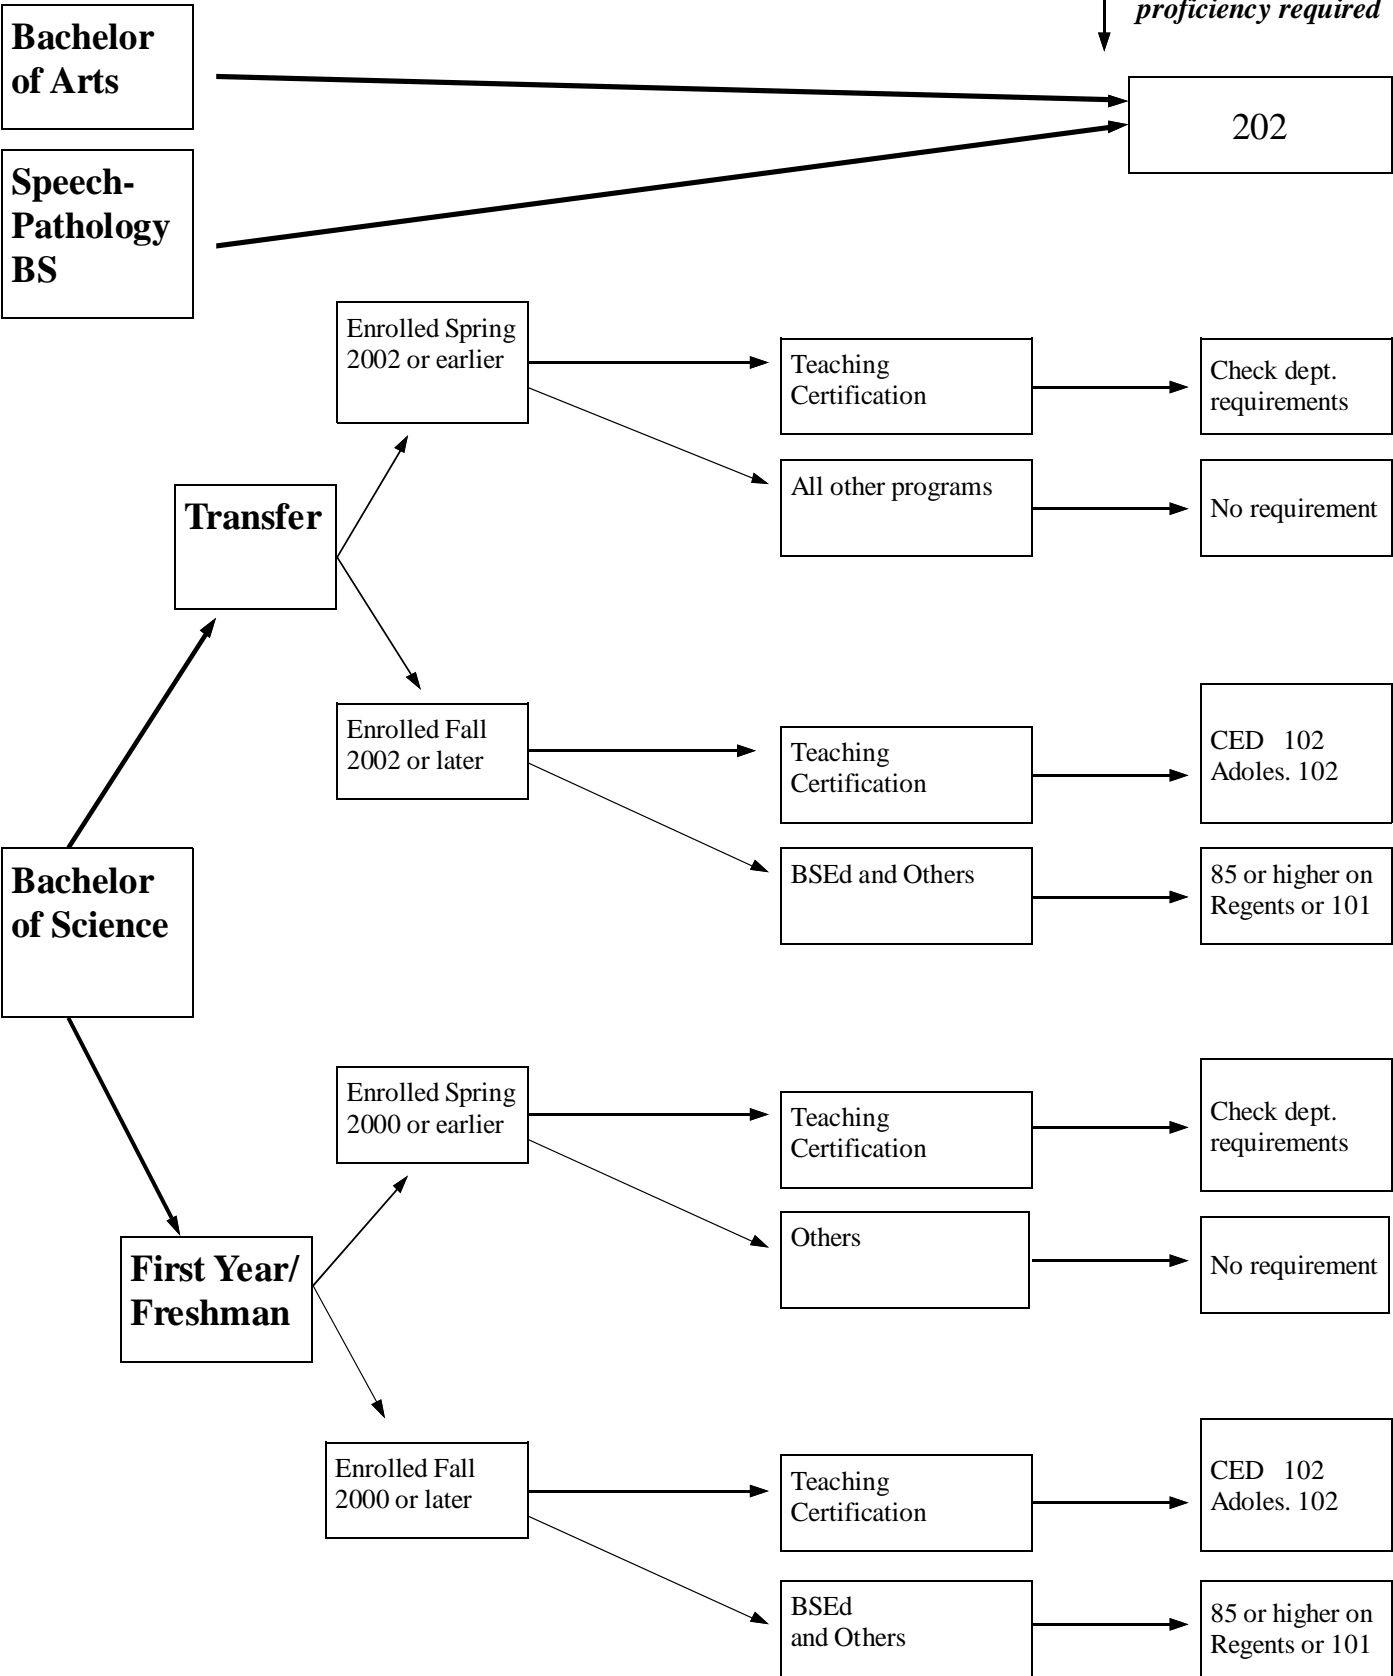 proficiency required
Bachelor
of Arts
202
Speech-
Pathology
BS
Enrolled Spring
2002 or earlier
Teaching
Certification
Check dept.
requirements
All other programs
No requirement
Transfer
Enrolled Fall
2002 or later
Teaching
Certification
CED 102
Adoles. 102
BSEd and Others
85 or higher on
Regents or 101
Bachelor
of Science
Enrolled Spring
2000 or earlier
Teaching
Certification
Check dept.
requirements
Others
No requirement
First Year/
Freshman
Enrolled Fall
2000 or later
Teaching
Certification
CED 102
Adoles. 102
BSEd
and Others
85 or higher on
Regents or 101